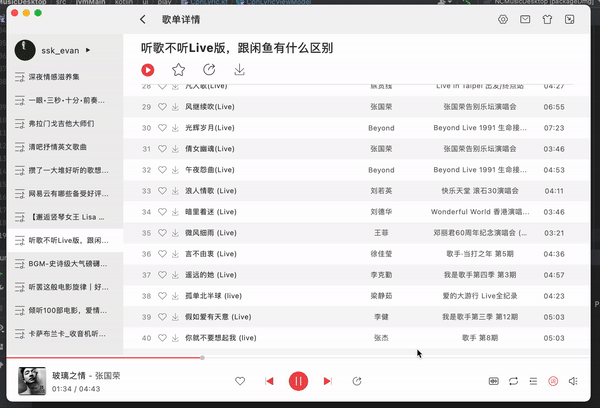 歌单详情
ssk_evan
深夜情感滋养集
一眼•三秒•十分•前奏...
弗拉门戈吉他大师们
清吧抒情英文歌曲
攒了一大堆好听的歌想...
网易云有哪些备受好评...
【邂逅竖琴女王 Lisa ...
听歌不听Live版，跟闲...
BGM-史诗级大气磅礴...
听罢这般电影旋律｜好...
倾听100部电影，爱情...
卡萨布兰卡_收音机听...
听歌不听Live版，跟闲鱼有什么区别
29 风继续吹(Live) 张国荣 张国荣告别乐坛演唱会 06:55
30 光辉岁月(Live) Beyond Beyond Live 1991 生命接... 07:23
31 倩女幽魂(Live) 张国荣 张国荣告别乐坛演唱会 03:46
32 午夜怨曲(Live) Beyond Beyond Live 1991 生命接... 04:53
33 浪人情歌 (Live) 刘若英 快乐天堂 滚石30演唱会 04:11
34 暗里着迷 (Live) 刘德华 Wonderful World 香港演唱... 03:46
35 微风细雨 (Live) 王菲 邓丽君60周年纪念演唱会 (... 03:21
36 言不由衷 (Live) 徐佳莹 歌手·当打之年 第5期 04:36
37 遥远的她 (Live) 李克勤 我是歌手第四季 第3期 04:57
38 孤单北半球 (live) 梁静茹 爱的大游行 Live全纪录 04:23
39 假如爱有天意 (Live) 李健 我是歌手第三季 第12期 05:03
40 你就不要想起我 (live) 张杰 歌手 第8期 05:03
玻璃之情 - 张国荣
01:34 / 04:43